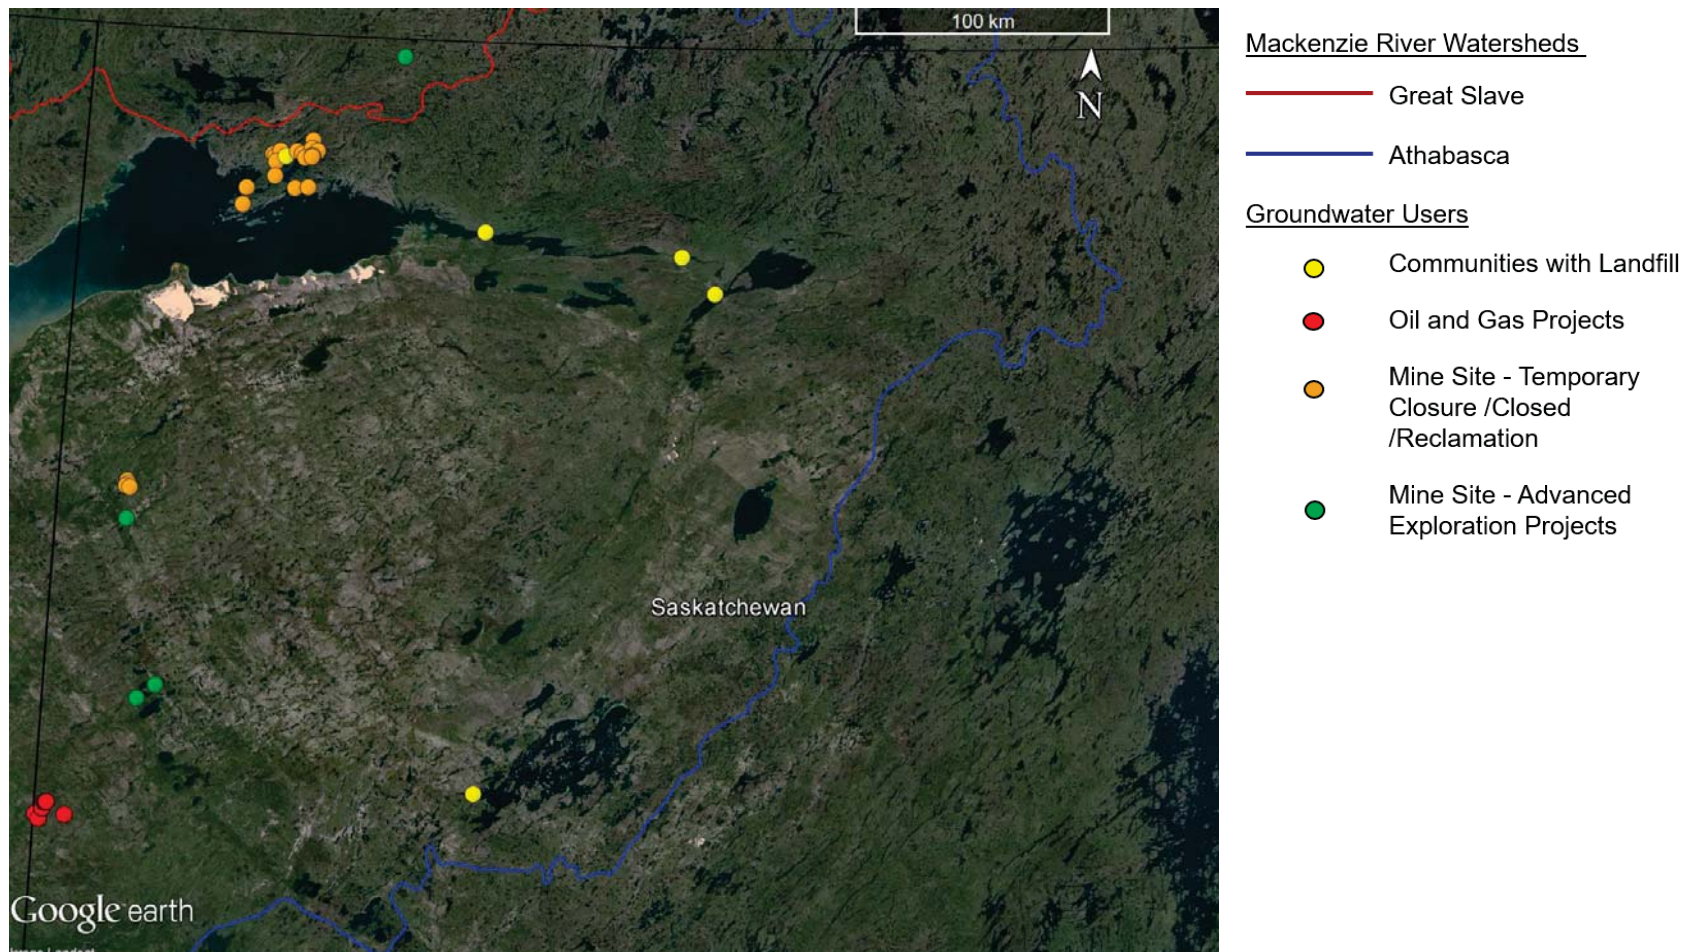 100 km
N
Saskatchewan
Google earth
Mackenzie River Watersheds
Great Slave
Athabasca
Groundwater Users
Communities with Landfill
Oil and Gas Projects
Mine Site - Temporary
Closure /Closed
/Reclamation
Mine Site - Advanced
Exploration Projects